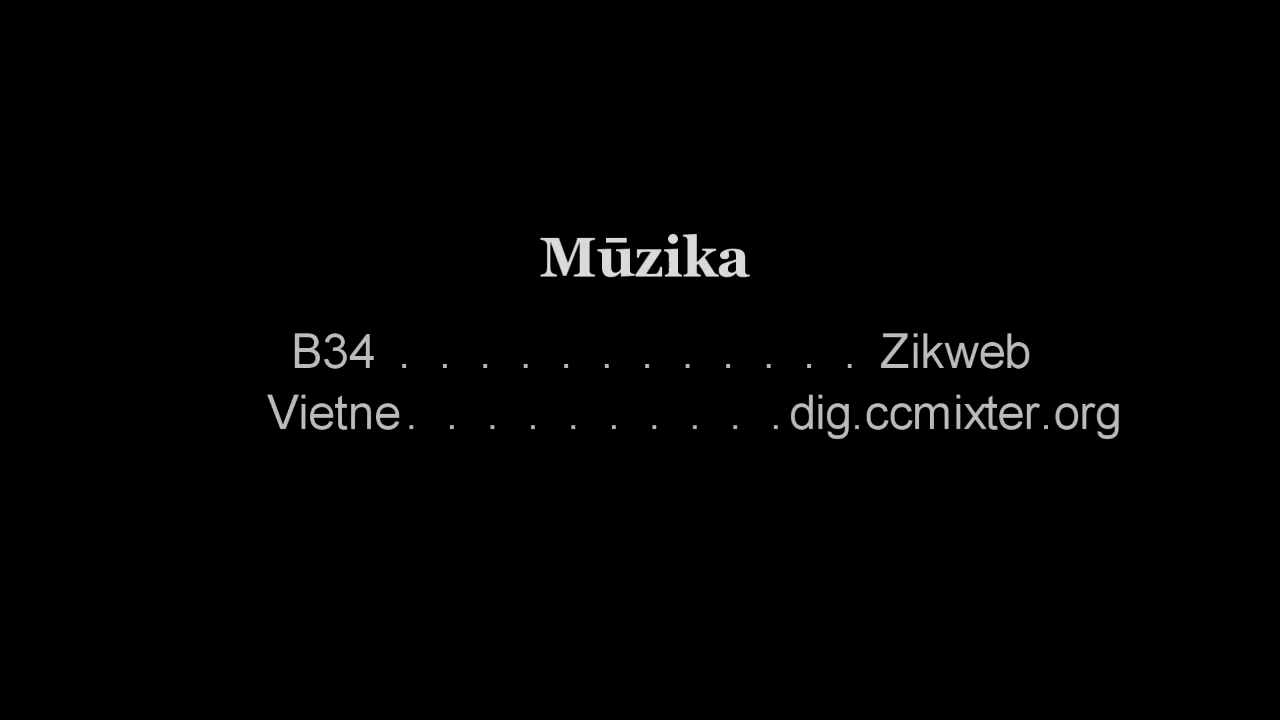 Mūzika
B34 . . . . . . . . . . . . Zikweb
Vietne . . . . . . . . . . dig.ccmixter.org